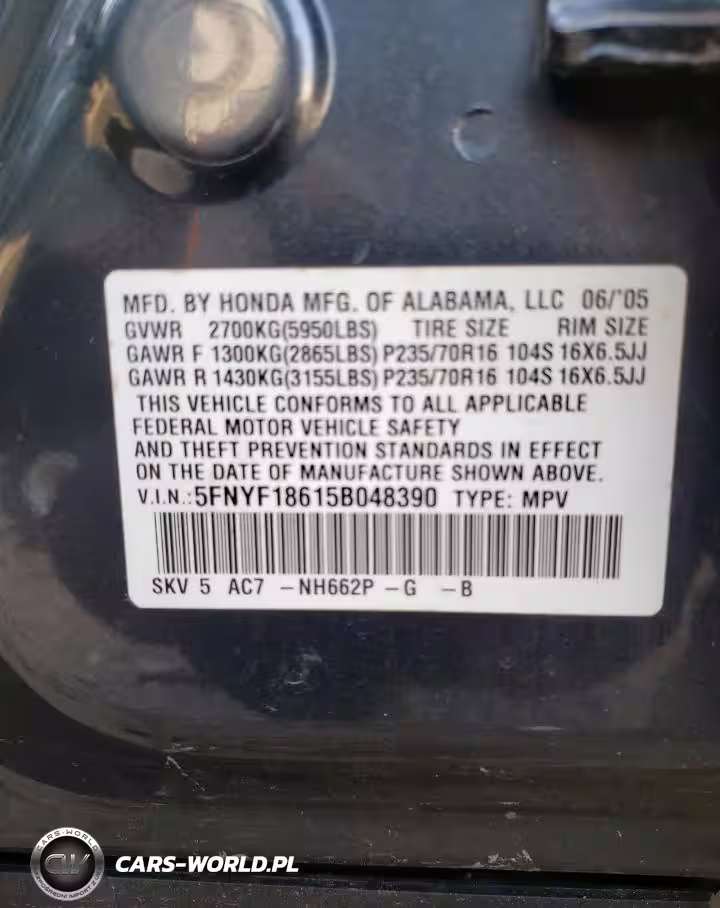 MFD. BY HONDA MFG. OF ALABAMA, LLC 06/'05
GVWR 2700KG(5950LBS) TIRE SIZE RIM SIZE
GAWR F 1300KG(2865LBS) P235/70R16 104S 16X6.5JJ
GAWR R 1430KG(3155LBS) P235/70R16 104S 16X6.5JJ
THIS VEHICLE CONFORMS TO ALL APPLICABLE
FEDERAL MOTOR VEHICLE SAFETY
AND THEFT PREVENTION STANDARDS IN EFFECT
ON THE DATE OF MANUFACTURE SHOWN ABOVE.
V.I.N.:5FNYF18615B048390 TYPE: MPV
SKV 5 AC7 -NH662P -G -B
CARS-WORLD
CW
CARS-WORLD.PL